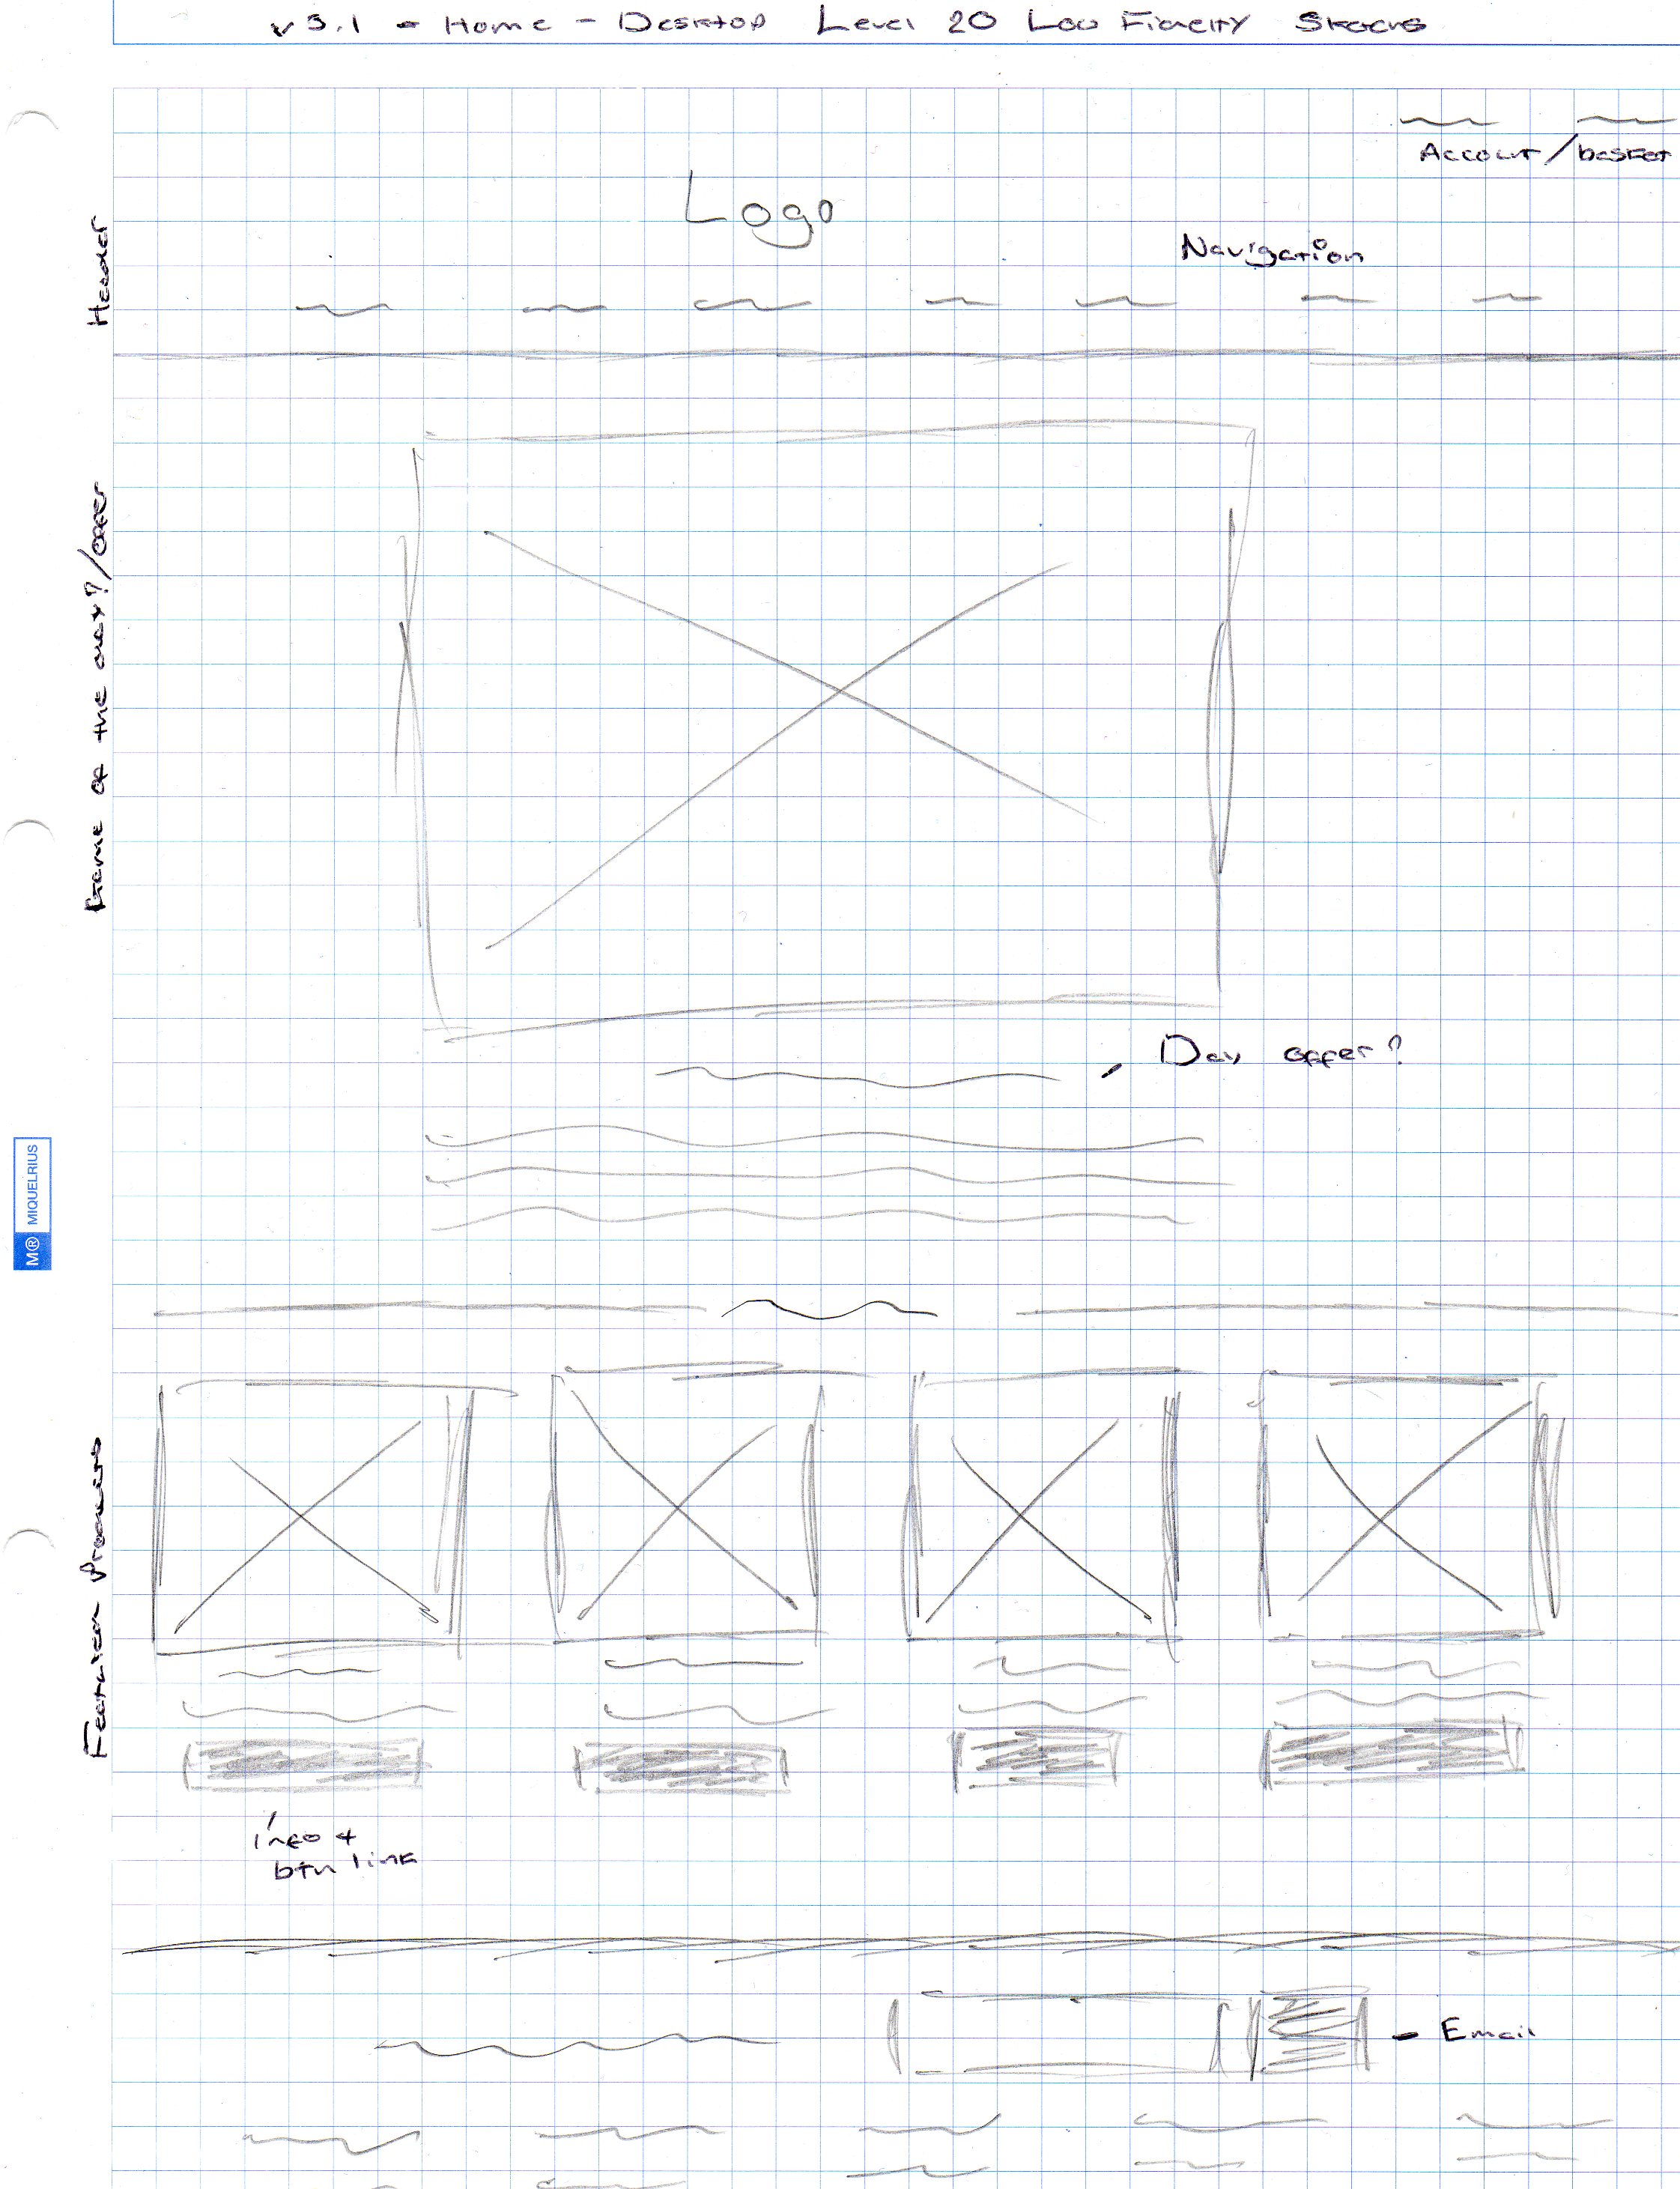 v3.1 - Home - Desktop Level 20 Low Fidelity Sketches
Account/basket
Logo
Navigation
Header
Game of the day?/offer
Day offer?
M® MIQUELRIUS
Featured Products
info +
btn link
- Email